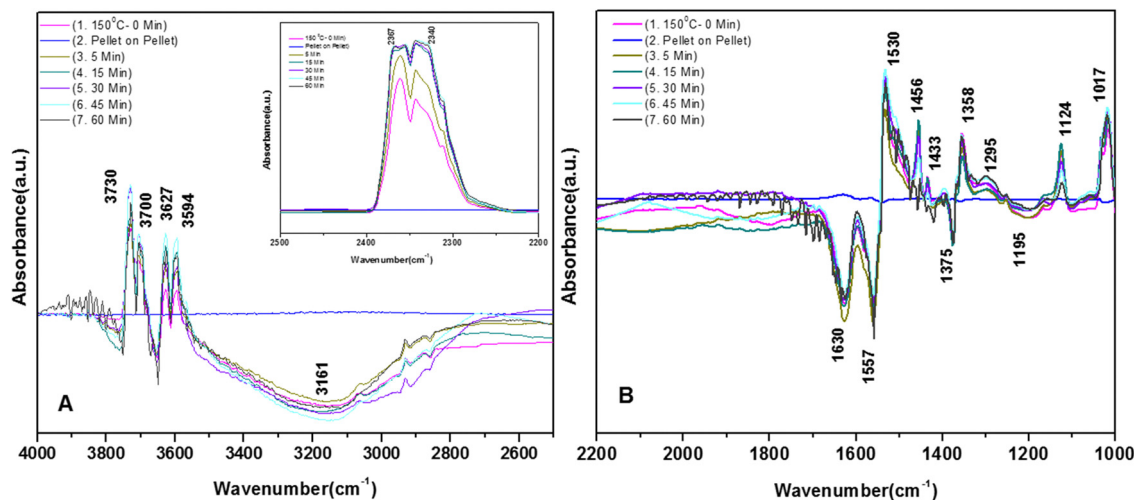 (1. 150⁰C- 0 Min)
(2. Pellet on Pellet)
(3. 5 Min)
(4. 15 Min)
(5. 30 Min)
(6. 45 Min)
(7. 60 Min)
3730
3700
3627
3594
3161
A
Absorbance(a.u.)
4000 3800 3600 3400 3200 3000 2800 2600
Wavenumber(cm⁻¹)
150 ⁰C- 0 Min
Pellet on Pellet)
5 Min
15 Min
30 Min
45 Min
60 Min
2367
2340
Absorbance(a.u.)
2500 2400 2300 2200
Wavenumber(cm⁻¹)
(1. 150⁰C- 0 Min)
(2. Pellet on Pellet)
(3. 5 Min)
(4. 15 Min)
(5. 30 Min)
(6. 45 Min)
(7. 60 Min)
1530
1456
1433
1358
1295
1124
1017
1630
1557
1375
1195
B
Absorbance(a.u.)
2200 2000 1800 1600 1400 1200 1000
Wavenumber(cm⁻¹)